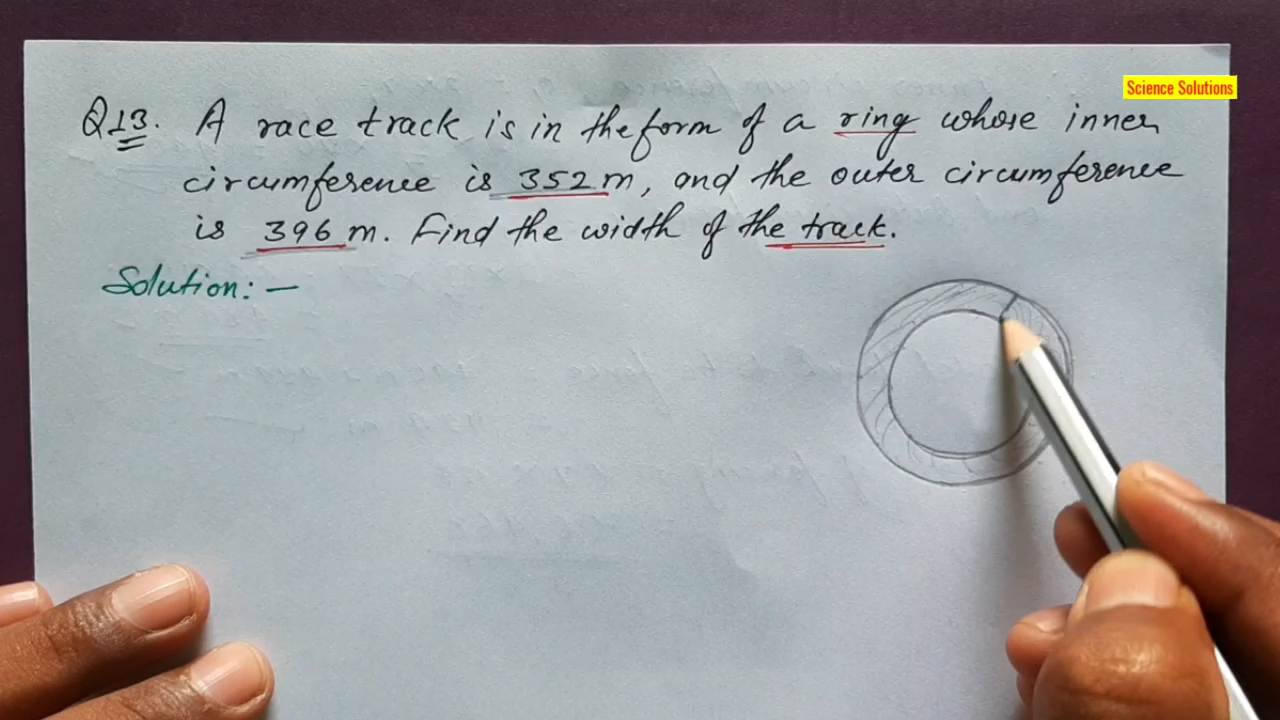 Science Solutions
Q13. A race track is in the form of a ring whose inner
circumference is 352 m, and the outer circumference
is 396 m. Find the width of the track.
Solution:—